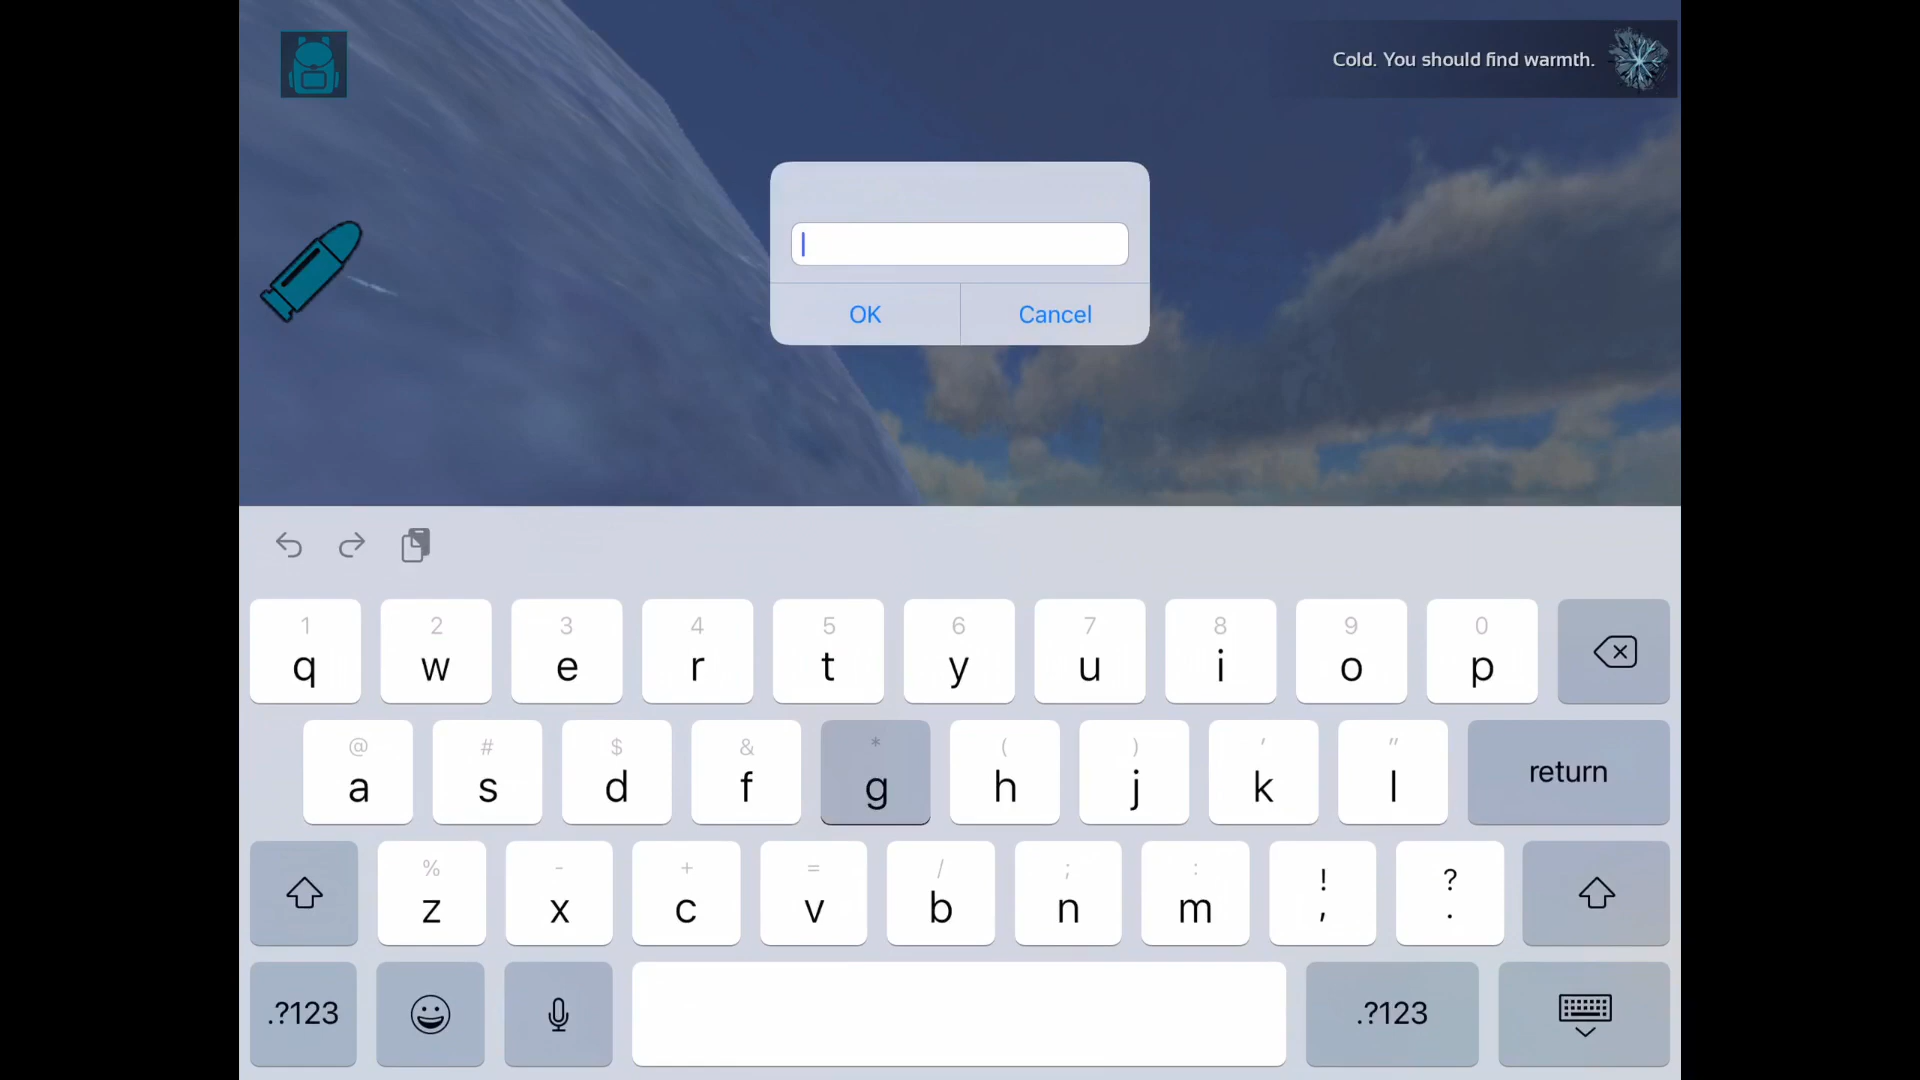 Cold. You should find warmth.
OK Cancel
1 2 3 4 5 6 7 8 9 0
q w e r t y u i o p
@ # $ & * ( ) ' "
a s d f g h j k l return
% - + = / ; : ! ?
z x c v b n m , .
.?123 .?123